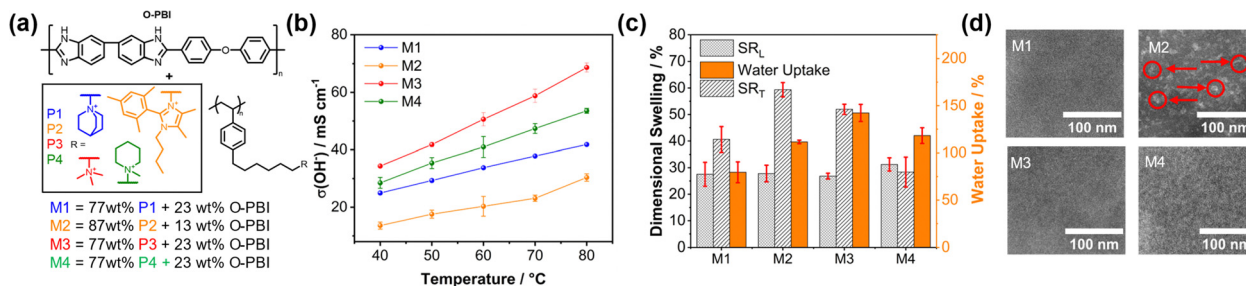 (a)
O-PBI
H
N
N
N
H
N
O
n
+
P1
P2
P3
R =
P4
N+
N+
N
N+
N+
n
R
M1 = 77wt% P1 + 23 wt% O-PBI
M2 = 87wt% P2 + 13 wt% O-PBI
M3 = 77wt% P3 + 23 wt% O-PBI
M4 = 77wt% P4 + 23 wt% O-PBI
(b)
80
60
40
20
σ(OH⁻) / mS cm⁻¹
M1
M2
M3
M4
40 50 60 70 80
Temperature / °C
(c)
80
70
60
50
40
30
20
10
0
Dimensional Swelling / %
SR_L
Water Uptake
SR_T
200
150
100
50
0
Water Uptake / %
M1 M2 M3 M4
(d)
M1
100 nm
M2
100 nm
M3
100 nm
M4
100 nm